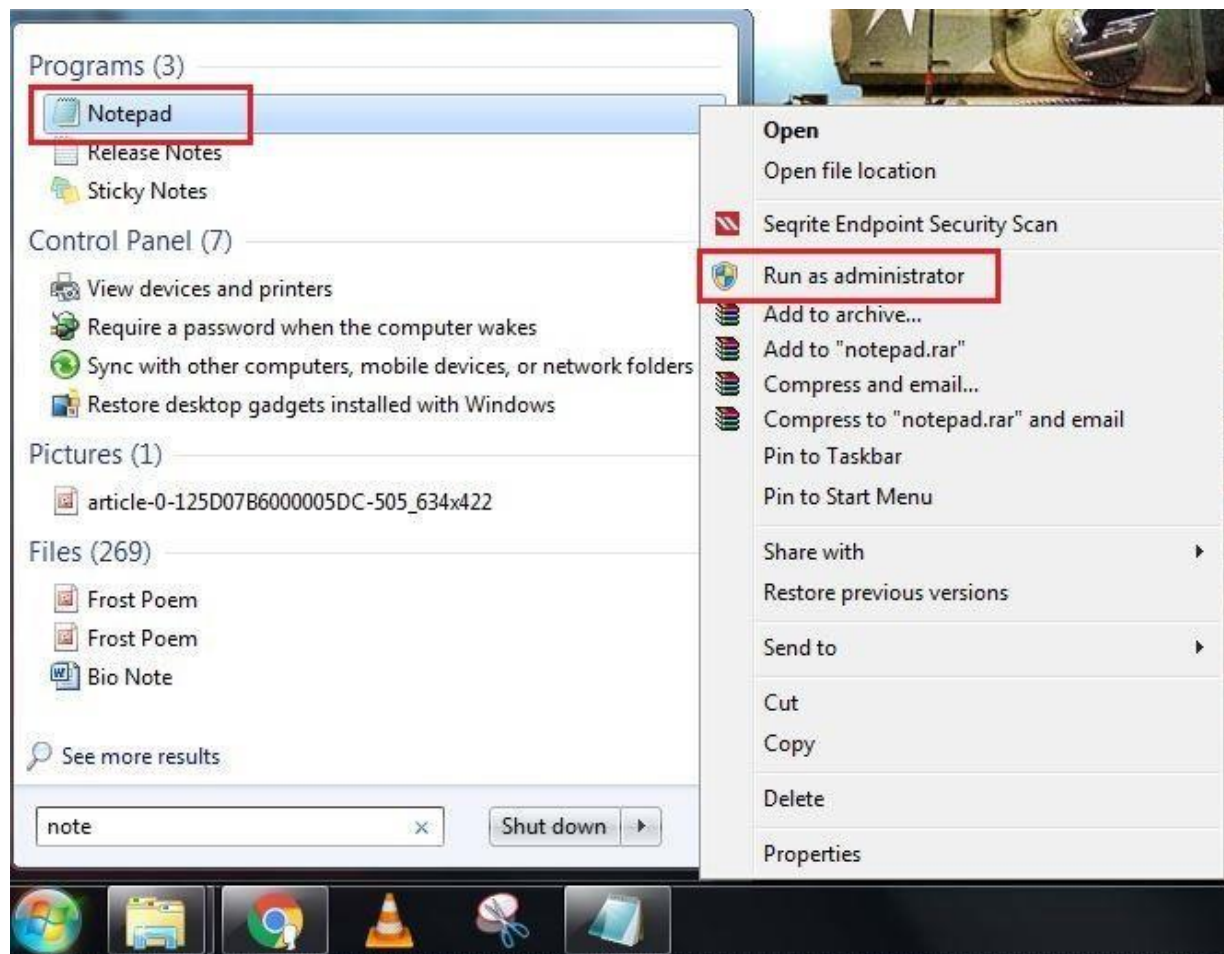 Programs (3)
Notepad
Release Notes
Sticky Notes
Control Panel (7)
View devices and printers
Require a password when the computer wakes
Sync with other computers, mobile devices, or network folders
Restore desktop gadgets installed with Windows
Pictures (1)
article-0-125D07B6000005DC-505_634x422
Files (269)
Frost Poem
Frost Poem
Bio Note
See more results
note
Shut down
Open
Open file location
Seqrite Endpoint Security Scan
Run as administrator
Add to archive...
Add to "notepad.rar"
Compress and email...
Compress to "notepad.rar" and email
Pin to Taskbar
Pin to Start Menu
Share with
Restore previous versions
Send to
Cut
Copy
Delete
Properties